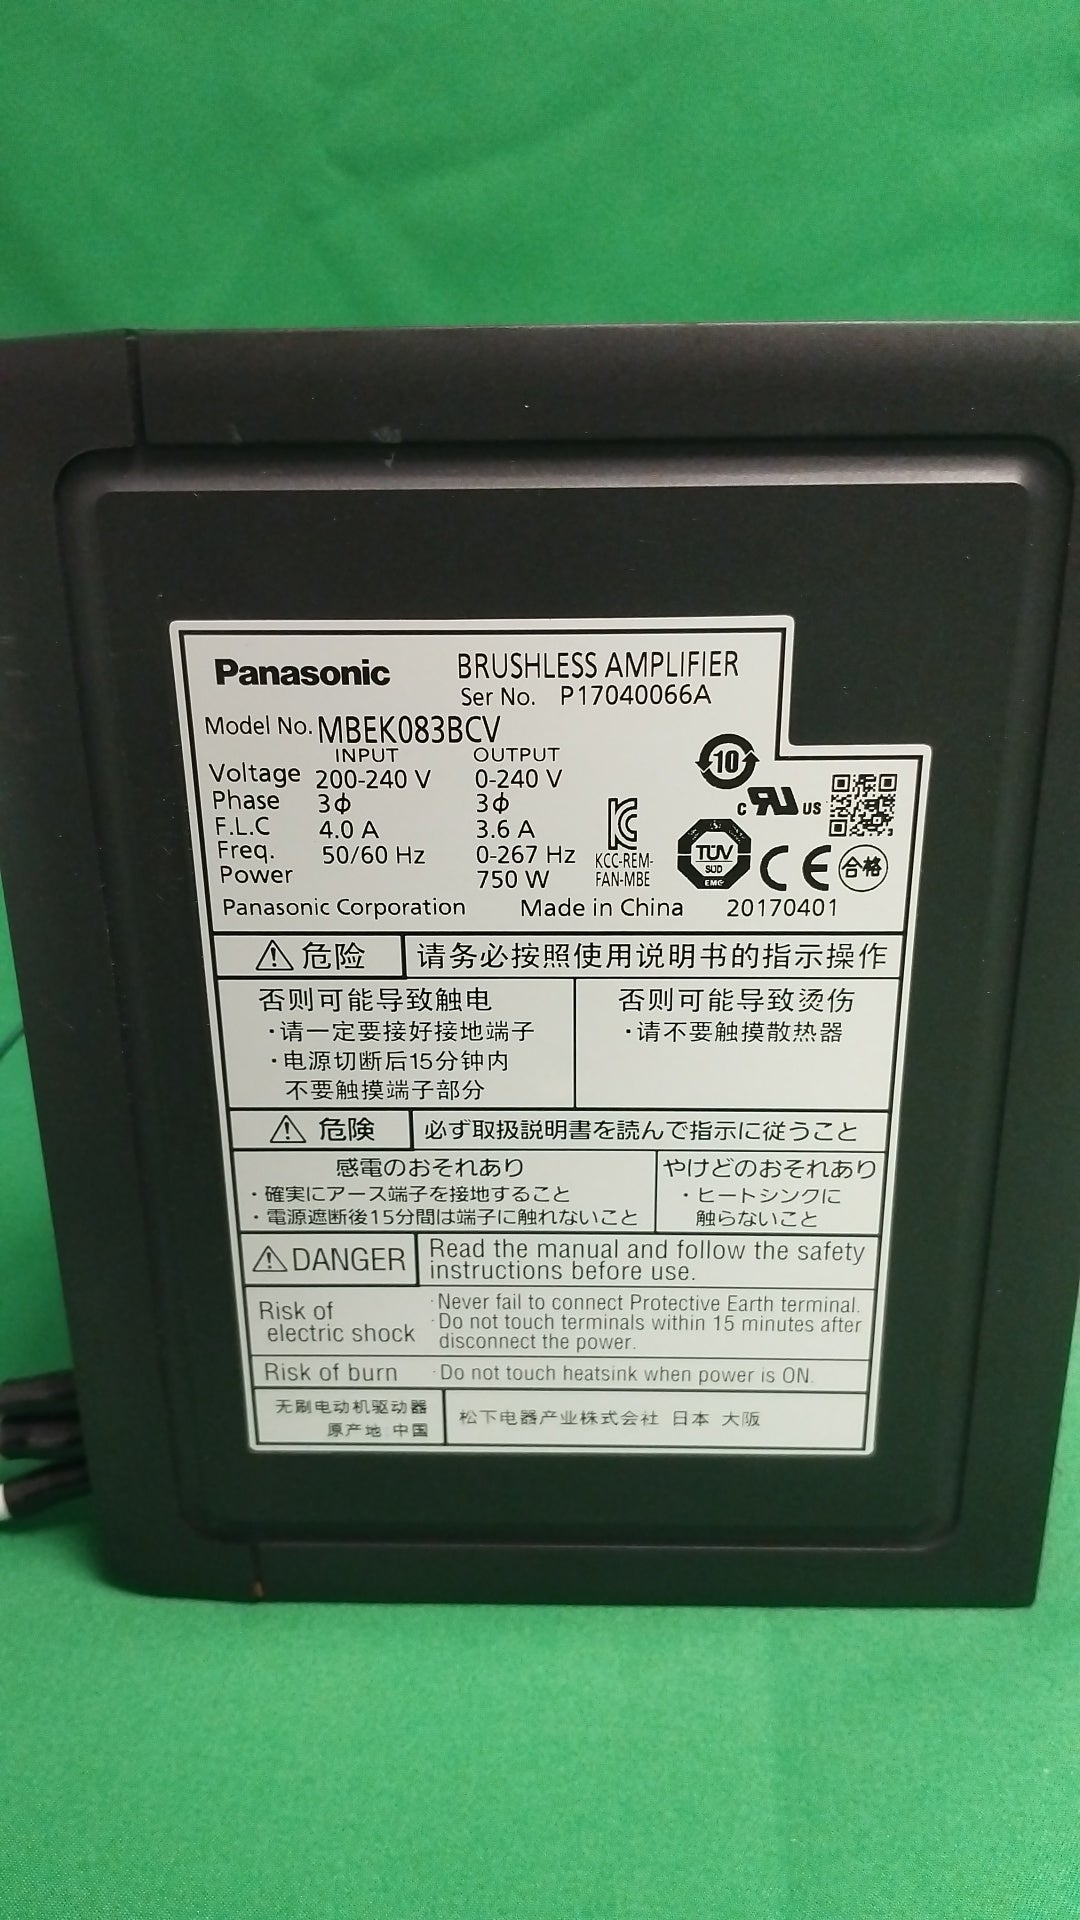 Panasonic BRUSHLESS AMPLIFIER
Ser No. P17040066A
Model No. MBEK083BCV
INPUT OUTPUT
Voltage 200-240 V 0-240 V
Phase 3ϕ 3ϕ
F.L.C 4.0 A 3.6 A
Freq. 50/60 Hz 0-267 Hz
Power 750 W
10
c RU US
KCC-REM-
FAN-MBE
TÜV
SÜD
EMC
CE
合格
Panasonic Corporation Made in China 20170401
⚠ 危险 请务必按照使用说明书的指示操作
否则可能导致触电
・请一定要接好接地端子
・电源切断后15分钟内
不要触摸端子部分
否则可能导致烫伤
・请不要触摸散热器
⚠ 危険 必ず取扱説明書を読んで指示に従うこと
感電のおそれあり
・確実にアース端子を接地すること
・電源遮断後15分間は端子に触れないこと
やけどのおそれあり
・ヒートシンクに
触らないこと
⚠ DANGER Read the manual and follow the safety
instructions before use.
Risk of
electric shock
·Never fail to connect Protective Earth terminal.
·Do not touch terminals within 15 minutes after
disconnect the power.
Risk of burn ·Do not touch heatsink when power is ON.
无刷电动机驱动器
原产地:中国
松下电器产业株式会社 日本 大阪